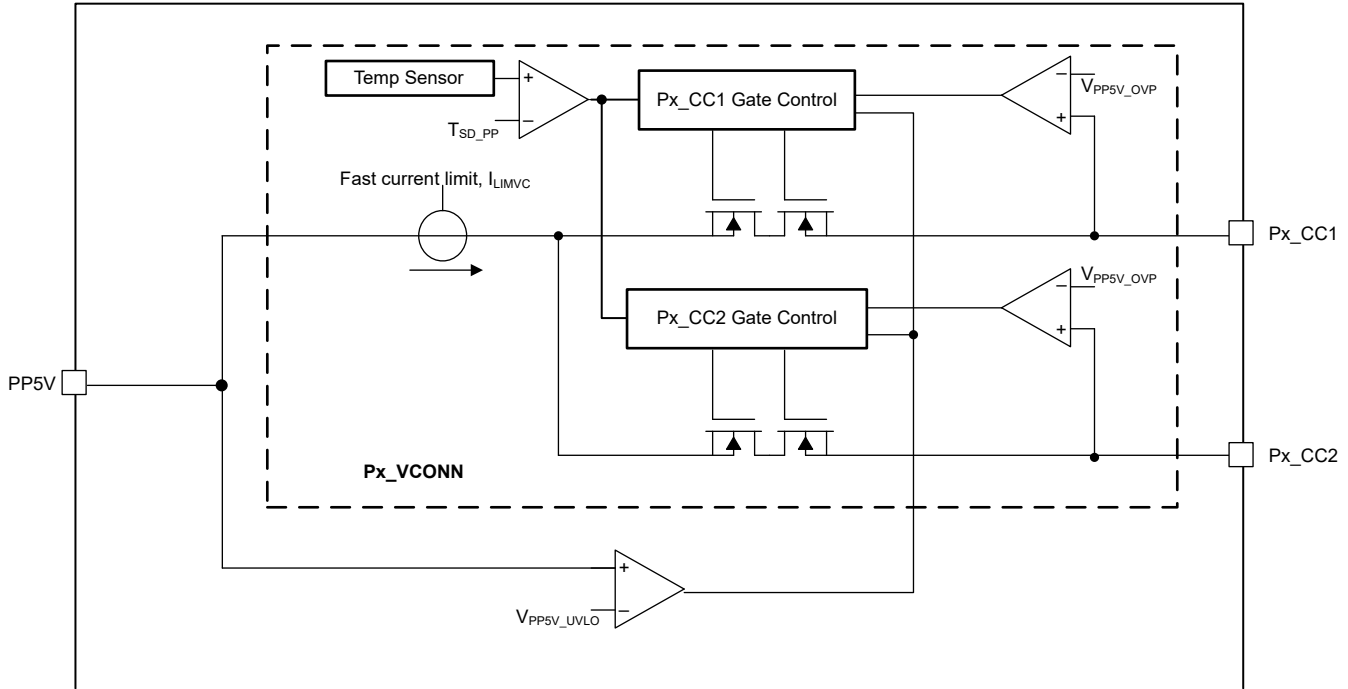 Temp Sensor
+
−
T_SD_PP
Px_CC1 Gate Control
−
V_PP5V_OVP
+
Fast current limit, I_LIMVC
Px_CC1
Px_CC2 Gate Control
−
V_PP5V_OVP
+
PP5V
Px_VCONN
Px_CC2
+
−
V_PP5V_UVLO